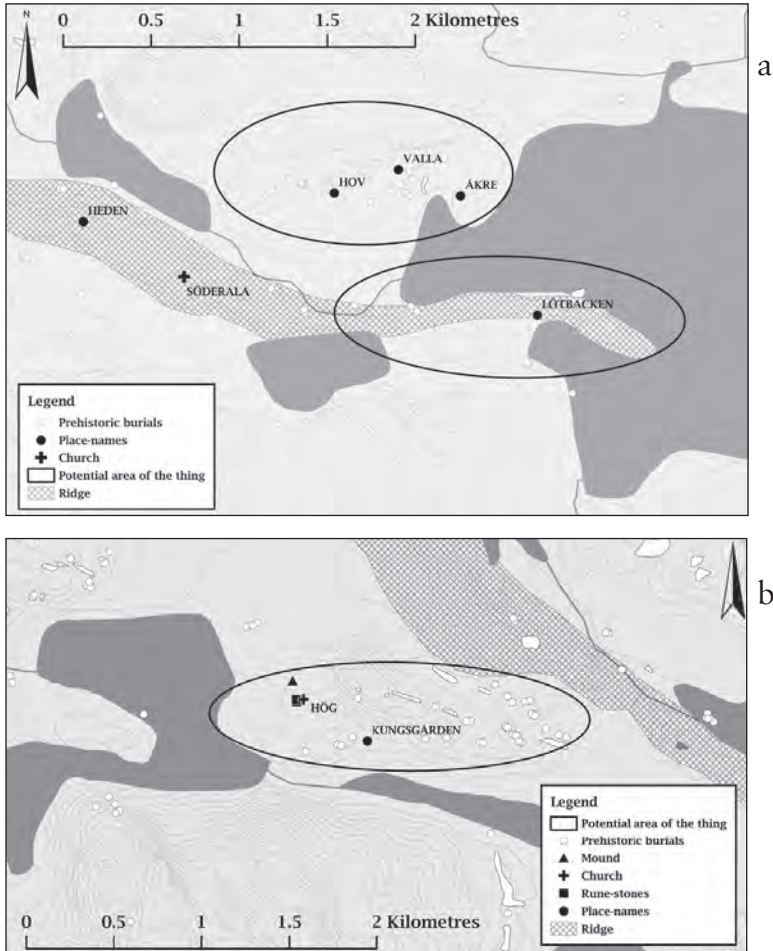 a
N
0 0.5 1 1.5 2 Kilometres
VALLA
HOV
ÅKRE
HEDEN
SÖDERALA
LÖTBACKEN
Legend
Prehistoric burials
Place-names
Church
Potential area of the thing
Ridge
b
HÖG
KUNGSGÅRDEN
Legend
Potential area of the thing
Prehistoric burials
Mound
Church
Rune-stones
Place-names
Ridge
0 0.5 1 1.5 2 Kilometres